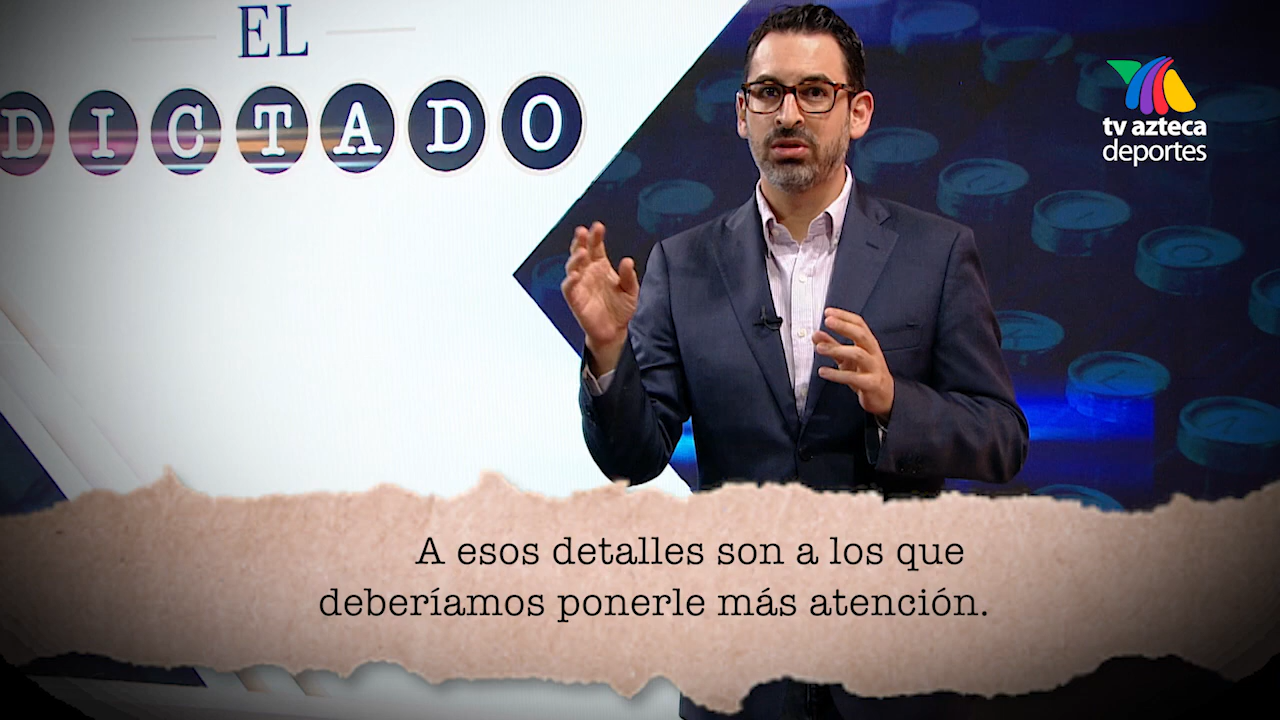 EL
DICTADO
tv azteca
deportes
A esos detalles son a los que
deberíamos ponerle más atención.